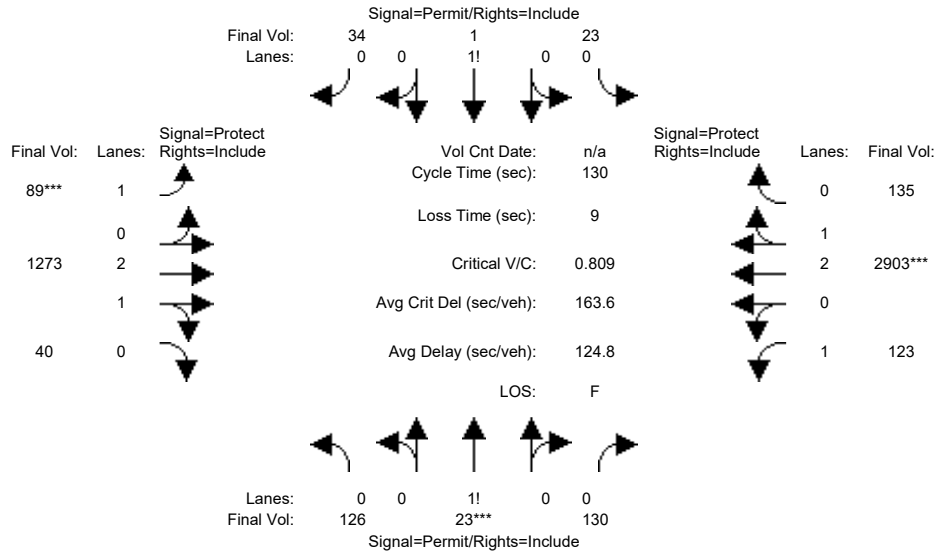 Signal=Permit/Rights=Include
Final Vol: 34 1 23
Lanes: 0 0 1! 0 0
Signal=Protect
Final Vol: Lanes: Rights=Include
Vol Cnt Date: n/a
Signal=Protect
Rights=Include Lanes: Final Vol:
Cycle Time (sec): 130
89*** 1
0 135
Loss Time (sec): 9
0
1
1273 2
Critical V/C: 0.809
2 2903***
1
Avg Crit Del (sec/veh): 163.6
0
40 0
Avg Delay (sec/veh): 124.8
1 123
LOS: F
Lanes: 0 0 1! 0 0
Final Vol: 126 23*** 130
Signal=Permit/Rights=Include